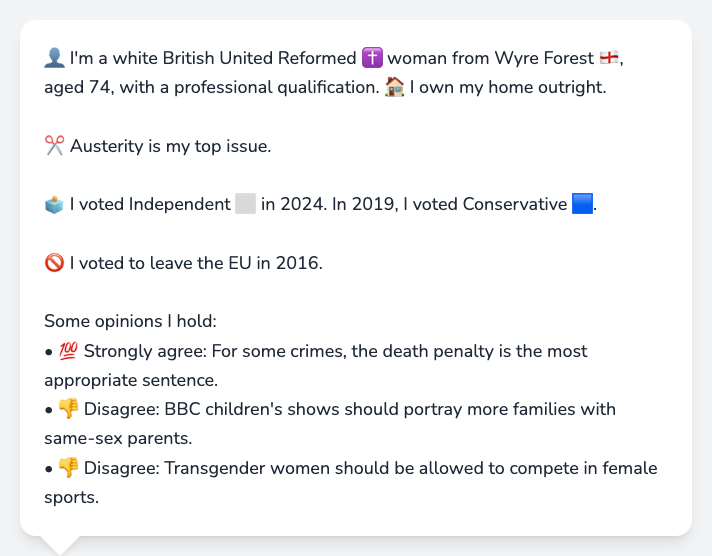 👤 I'm a white British United Reformed ✝️ woman from Wyre Forest 🏴󠁧󠁢󠁥󠁮󠁧󠁿,
aged 74, with a professional qualification. 🏠 I own my home outright.
✂️ Austerity is my top issue.
🗳️ I voted Independent ⬜ in 2024. In 2019, I voted Conservative 🟦.
🚫 I voted to leave the EU in 2016.
Some opinions I hold:
• 💯 Strongly agree: For some crimes, the death penalty is the most
appropriate sentence.
• 👎 Disagree: BBC children's shows should portray more families with
same-sex parents.
• 👎 Disagree: Transgender women should be allowed to compete in female
sports.